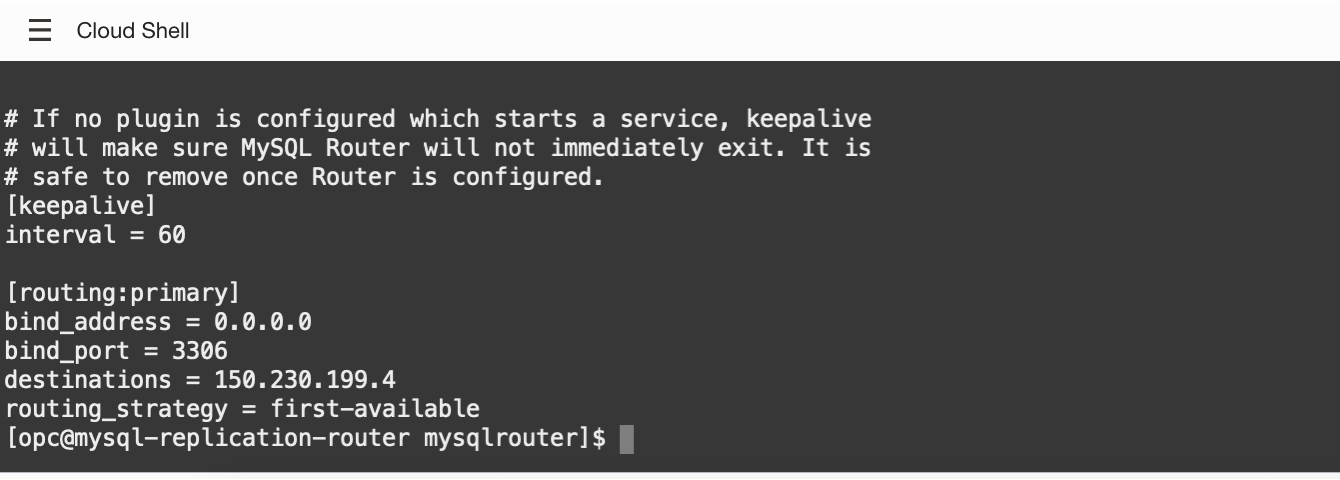 Cloud Shell
# If no plugin is configured which starts a service, keepalive
# will make sure MySQL Router will not immediately exit. It is
# safe to remove once Router is configured.
[keepalive]
interval = 60
[routing:primary]
bind_address = 0.0.0.0
bind_port = 3306
destinations = 150.230.199.4
routing_strategy = first-available
[opc@mysql-replication-router mysqlrouter]$